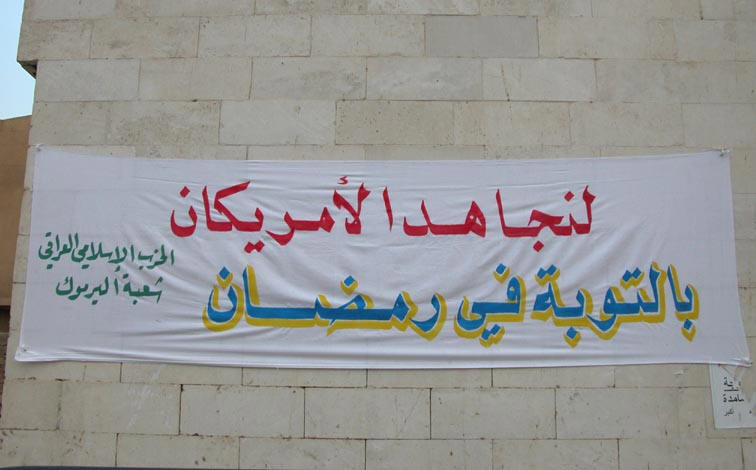 لنجاهد الأمريكان
بالتوبة في رمضان
الحزب الإسلامي العراقي
شعبة اليرموك